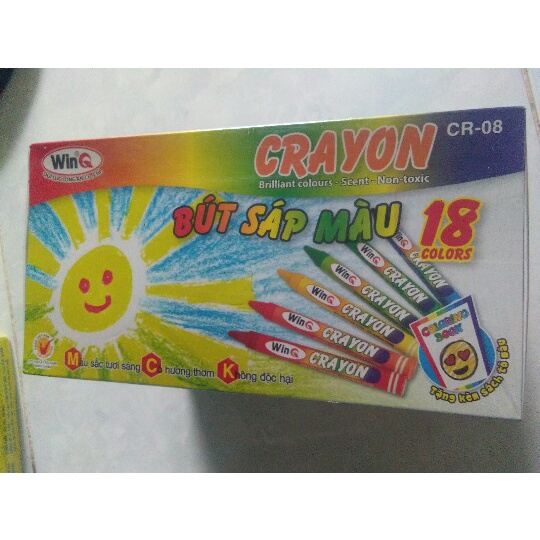 WinQ
CRAYON
CR-08
Brilliant colours - Scent - Non-toxic
BÚT SÁP MÀU
18
COLORS
WinQ CRAYON
WinQ CRAYON
WinQ CRAYON
WinQ CRAYON
CRAYON
COLORING
BOOK
Tặng kèm sách tô màu
Màu sắc tươi sáng Có hương thơm Không độc hại